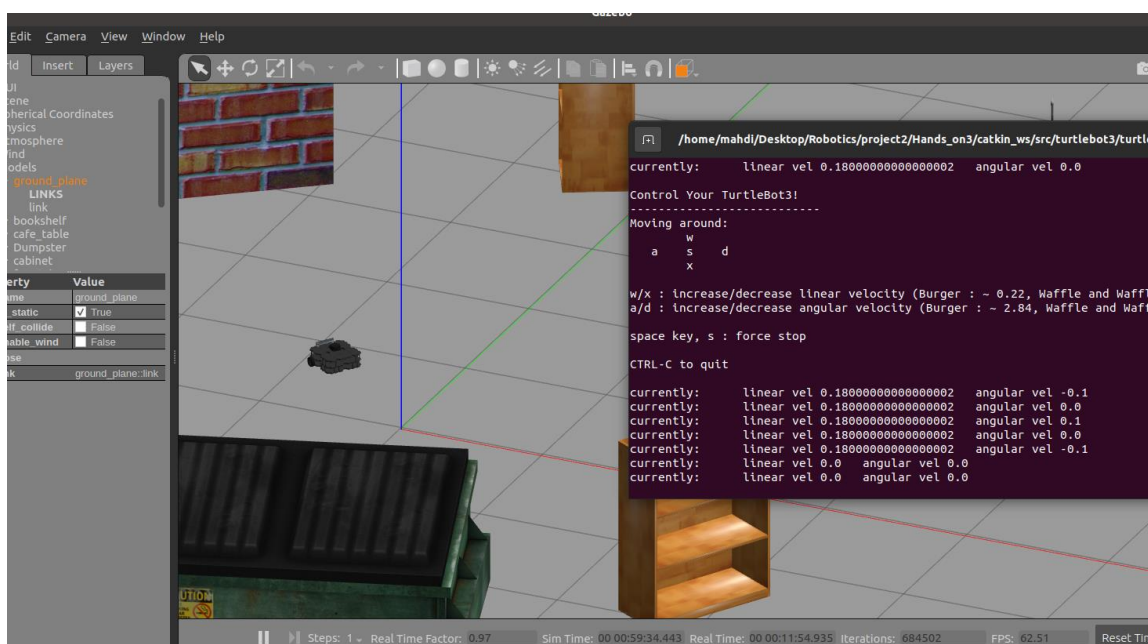 Gazebo
Edit Camera View Window Help
ld Insert Layers
UI
cene
pherical Coordinates
hysics
tmosphere
ind
odels
ground_plane
LINKS
link
bookshelf
cafe_table
Dumpster
cabinet
erty Value
ame ground_plane
_static True
elf_collide False
nable_wind False
ose
nk ground_plane::link
/home/mahdi/Desktop/Robotics/project2/Hands_on3/catkin_ws/src/turtlebot3/turtle
currently: linear vel 0.18000000000000002 angular vel 0.0
Control Your TurtleBot3!
---------------------------
Moving around:
w
a s d
x
w/x : increase/decrease linear velocity (Burger : ~ 0.22, Waffle and Waffl
a/d : increase/decrease angular velocity (Burger : ~ 2.84, Waffle and Waff
space key, s : force stop
CTRL-C to quit
currently: linear vel 0.18000000000000002 angular vel -0.1
currently: linear vel 0.18000000000000002 angular vel 0.0
currently: linear vel 0.18000000000000002 angular vel 0.1
currently: linear vel 0.18000000000000002 angular vel 0.0
currently: linear vel 0.18000000000000002 angular vel -0.1
currently: linear vel 0.0 angular vel 0.0
currently: linear vel 0.0 angular vel 0.0
UTION
Steps: 1 Real Time Factor: 0.97 Sim Time: 00 00:59:34.443 Real Time: 00 00:11:54.935 Iterations: 684502 FPS: 62.51 Reset Ti